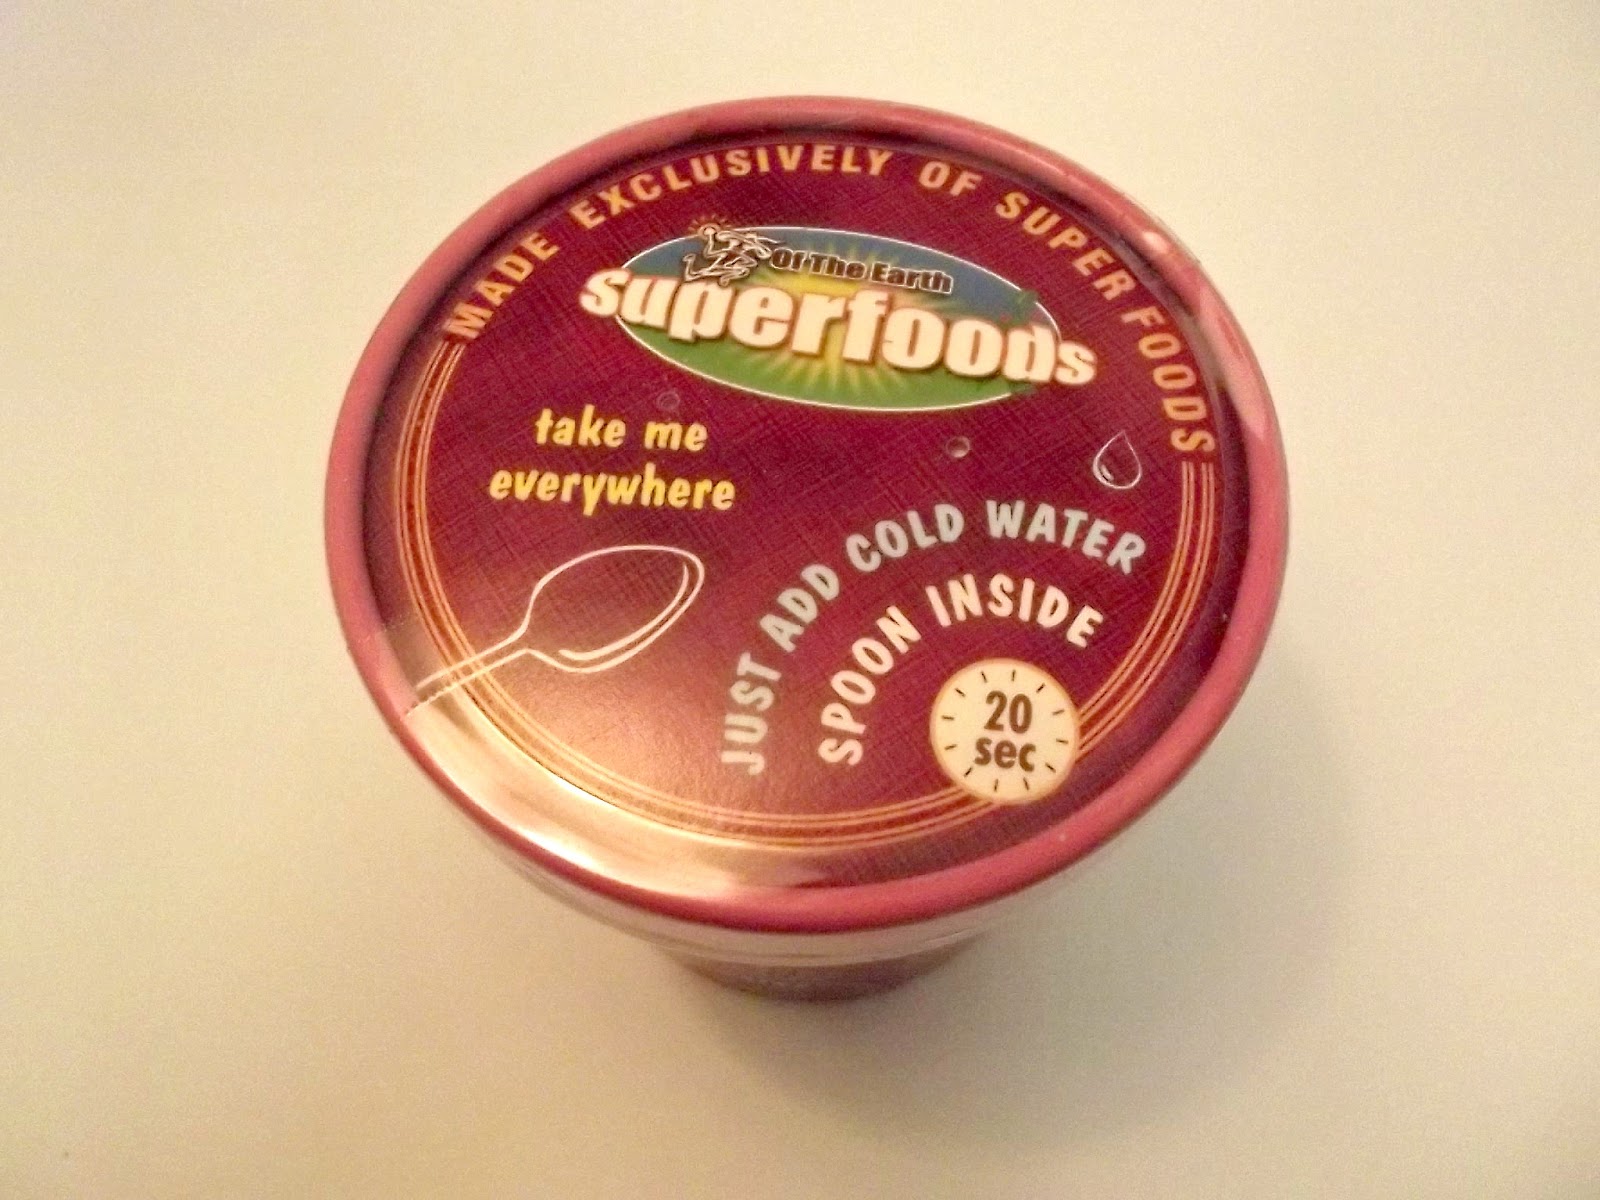 MADE EXCLUSIVELY OF SUPER FOODS
Of The Earth
superfoods
take me
everywhere
JUST ADD COLD WATER
SPOON INSIDE
20
sec